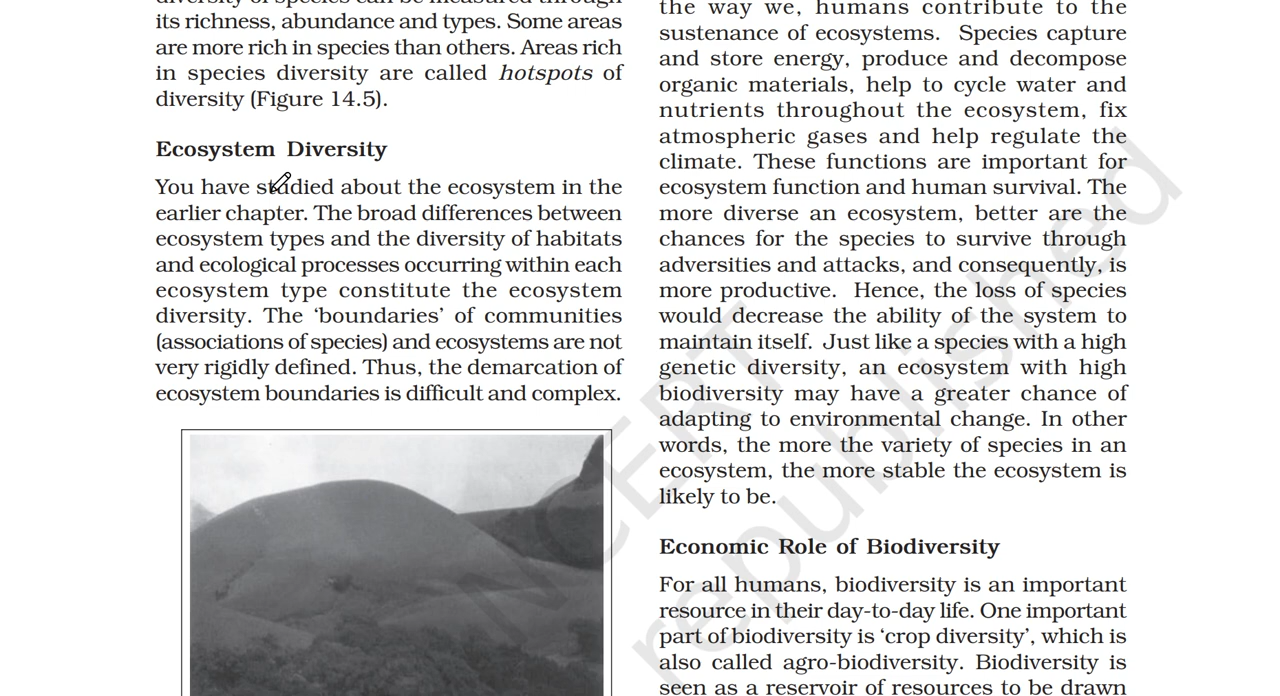 its richness, abundance and types. Some areas
are more rich in species than others. Areas rich
in species diversity are called hotspots of
diversity (Figure 14.5).
Ecosystem Diversity
You have studied about the ecosystem in the
earlier chapter. The broad differences between
ecosystem types and the diversity of habitats
and ecological processes occurring within each
ecosystem type constitute the ecosystem
diversity. The ‘boundaries’ of communities
(associations of species) and ecosystems are not
very rigidly defined. Thus, the demarcation of
ecosystem boundaries is difficult and complex.
the way we, humans contribute to the
sustenance of ecosystems. Species capture
and store energy, produce and decompose
organic materials, help to cycle water and
nutrients throughout the ecosystem, fix
atmospheric gases and help regulate the
climate. These functions are important for
ecosystem function and human survival. The
more diverse an ecosystem, better are the
chances for the species to survive through
adversities and attacks, and consequently, is
more productive. Hence, the loss of species
would decrease the ability of the system to
maintain itself. Just like a species with a high
genetic diversity, an ecosystem with high
biodiversity may have a greater chance of
adapting to environmental change. In other
words, the more the variety of species in an
ecosystem, the more stable the ecosystem is
likely to be.
Economic Role of Biodiversity
For all humans, biodiversity is an important
resource in their day-to-day life. One important
part of biodiversity is ‘crop diversity’, which is
also called agro-biodiversity. Biodiversity is
seen as a reservoir of resources to be drawn
NCERT
republished